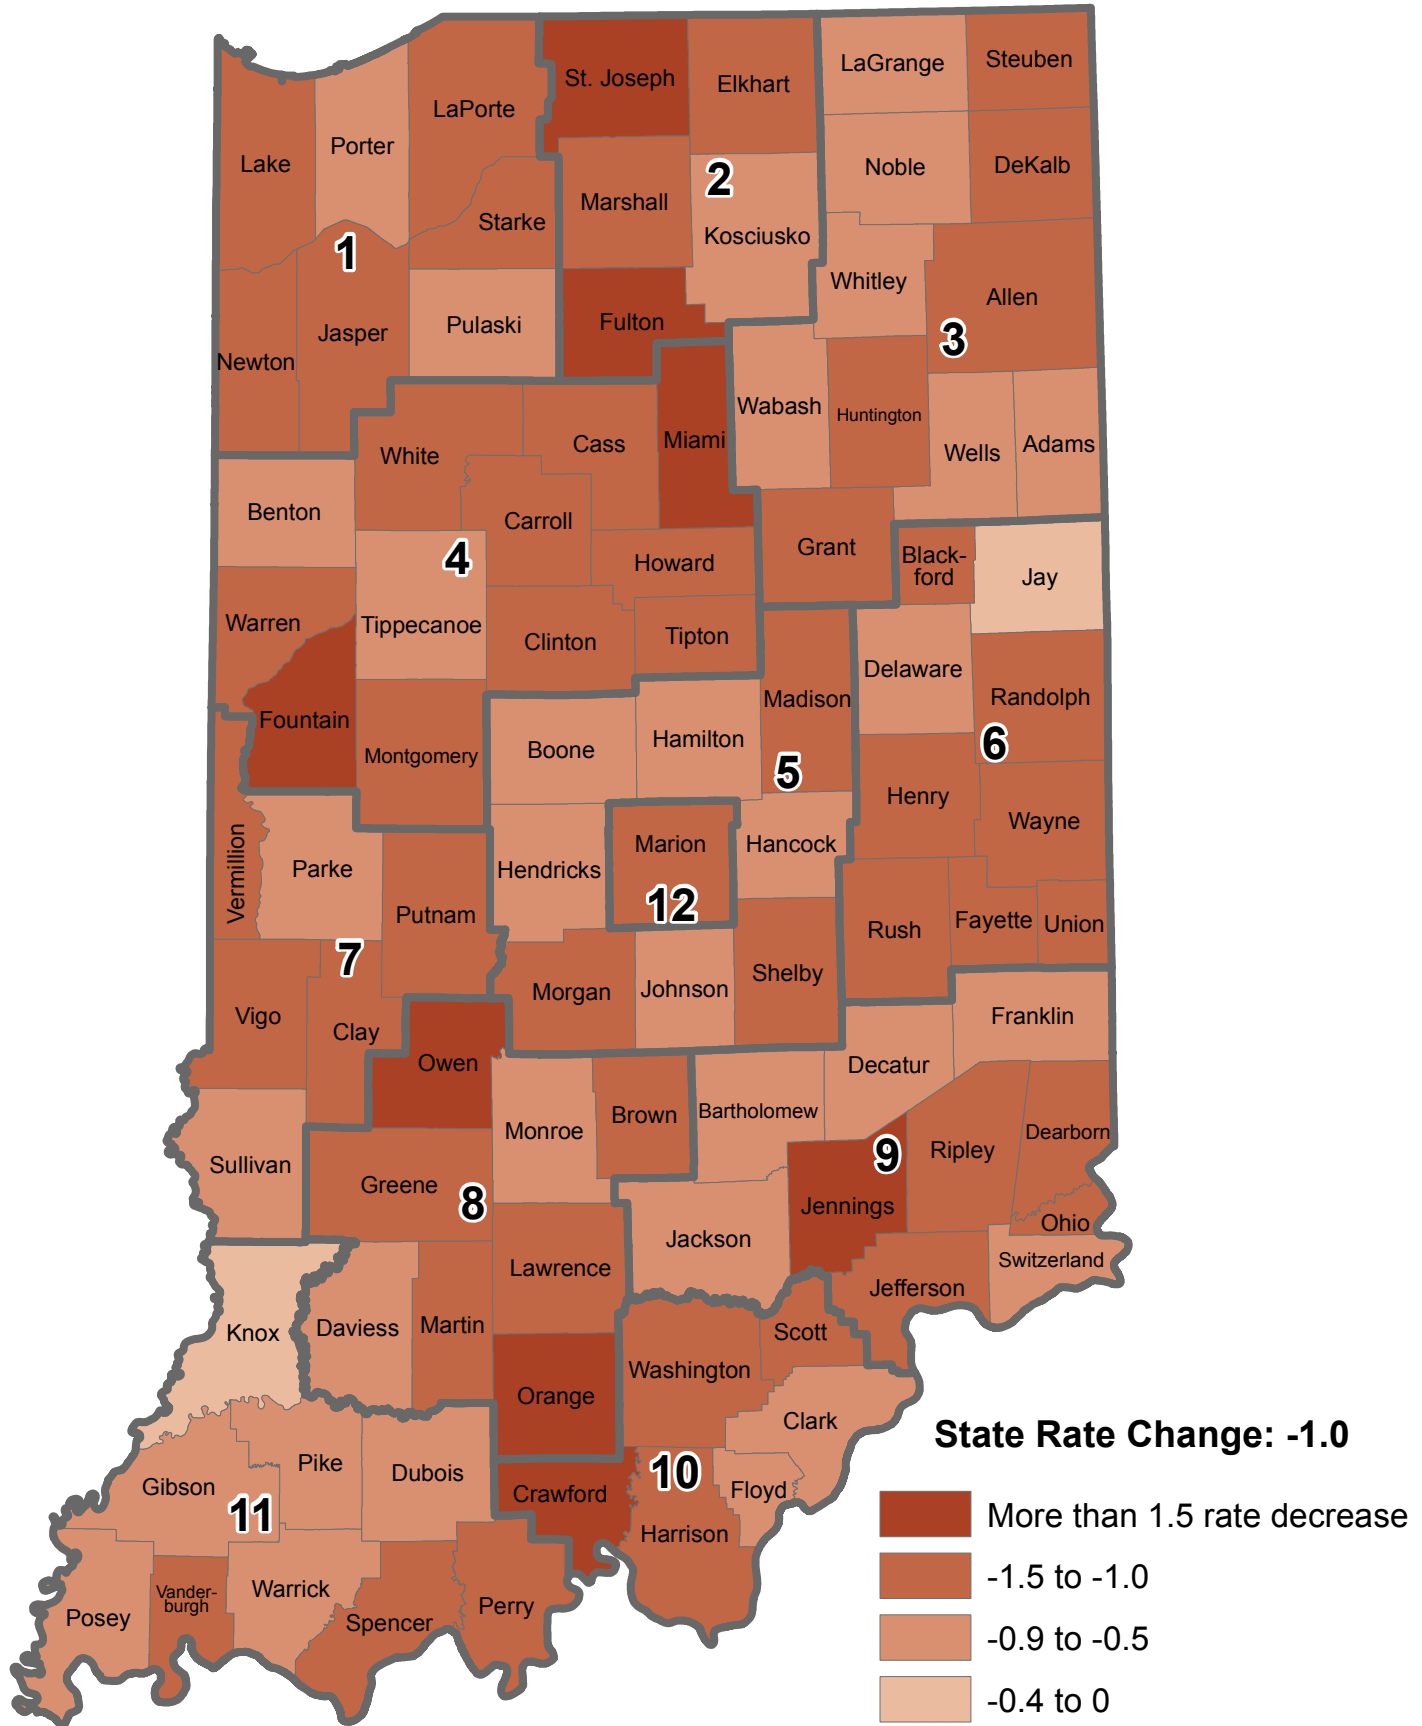 St. Joseph
Elkhart
LaGrange
Steuben
LaPorte
Porter
Lake
Noble
DeKalb
2
Marshall
Starke
Kosciusko
1
Whitley
Allen
Pulaski
Fulton
Jasper
3
Newton
Wabash
Huntington
Miami
Cass
White
Wells
Adams
Benton
Carroll
Grant
4
Howard
Black-
ford
Jay
Warren
Tippecanoe
Clinton
Tipton
Delaware
Madison
Randolph
Fountain
Boone
Hamilton
6
Montgomery
5
Henry
Wayne
Marion
Hancock
Vermillion
Parke
Hendricks
12
Putnam
Rush
Fayette
Union
7
Shelby
Morgan
Johnson
Vigo
Clay
Franklin
Owen
Decatur
Bartholomew
Brown
Monroe
Dearborn
Ripley
9
Sullivan
Greene
8
Jennings
Ohio
Jackson
Switzerland
Lawrence
Jefferson
Knox
Daviess
Martin
Scott
Washington
Orange
Clark
State Rate Change: -1.0
Pike
Dubois
10
Gibson
Crawford
Floyd
11
Harrison
More than 1.5 rate decrease
-1.5 to -1.0
Warrick
Vander-
burgh
Perry
Posey
Spencer
-0.9 to -0.5
-0.4 to 0